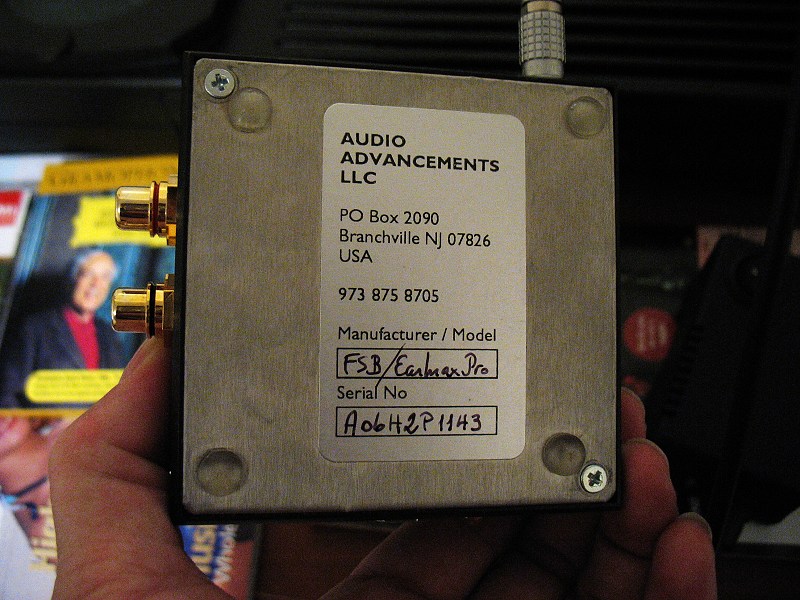 AUDIO
ADVANCEMENTS
LLC
PO Box 2090
Branchville NJ 07826
USA
973 875 8705
Manufacturer / Model
FSB/Earmax Pro
Serial No
A06H2P1143